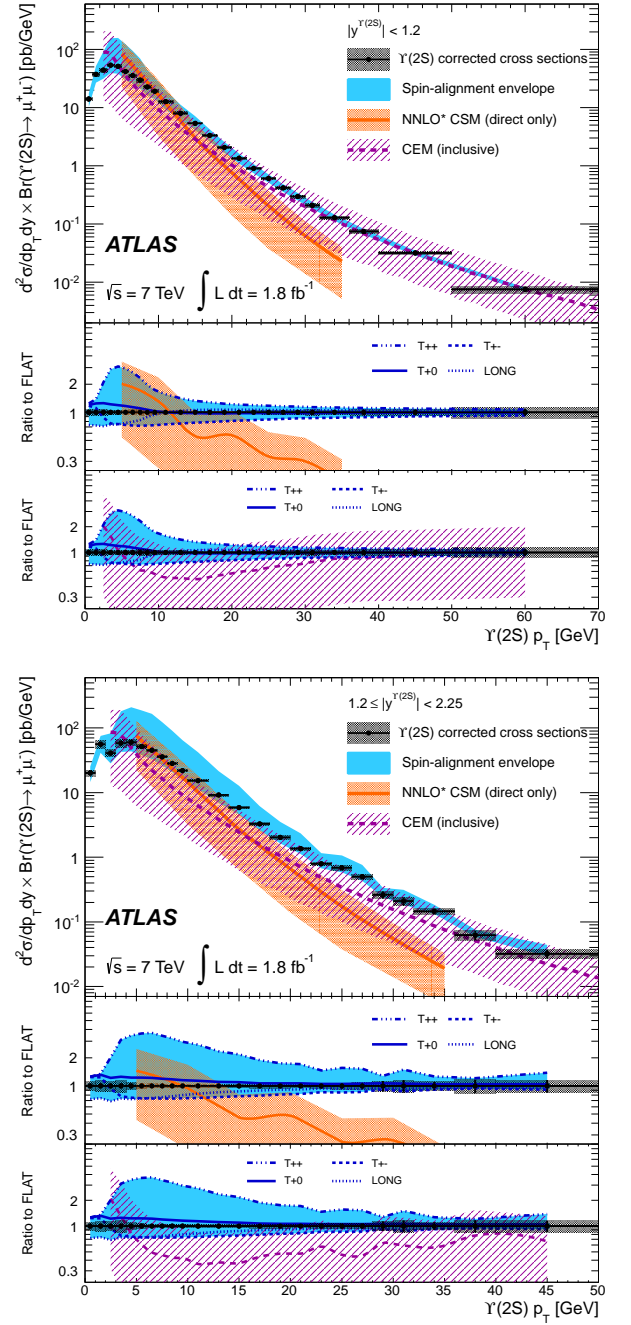 |y^ϒ(2S)| < 1.2
ϒ(2S) corrected cross sections
Spin-alignment envelope
NNLO* CSM (direct only)
CEM (inclusive)
d²σ/dp_T dy × Br(ϒ(2S)→ μ⁺μ⁻) [pb/GeV]
10²
10
1
10⁻¹
10⁻²
ATLAS
√s = 7 TeV ∫ L dt = 1.8 fb⁻¹
Ratio to FLAT
2
1
0.3
T++ T+-
T+0 LONG
Ratio to FLAT
2
1
0.3
T++ T+-
T+0 LONG
0 10 20 30 40 50 60 70
ϒ(2S) p_T [GeV]
1.2 ≤ |y^ϒ(2S)| < 2.25
ϒ(2S) corrected cross sections
Spin-alignment envelope
NNLO* CSM (direct only)
CEM (inclusive)
d²σ/dp_T dy × Br(ϒ(2S)→ μ⁺μ⁻) [pb/GeV]
10²
10
1
10⁻¹
10⁻²
ATLAS
√s = 7 TeV ∫ L dt = 1.8 fb⁻¹
Ratio to FLAT
2
1
0.3
T++ T+-
T+0 LONG
Ratio to FLAT
2
1
0.3
T++ T+-
T+0 LONG
0 5 10 15 20 25 30 35 40 45 50
ϒ(2S) p_T [GeV]